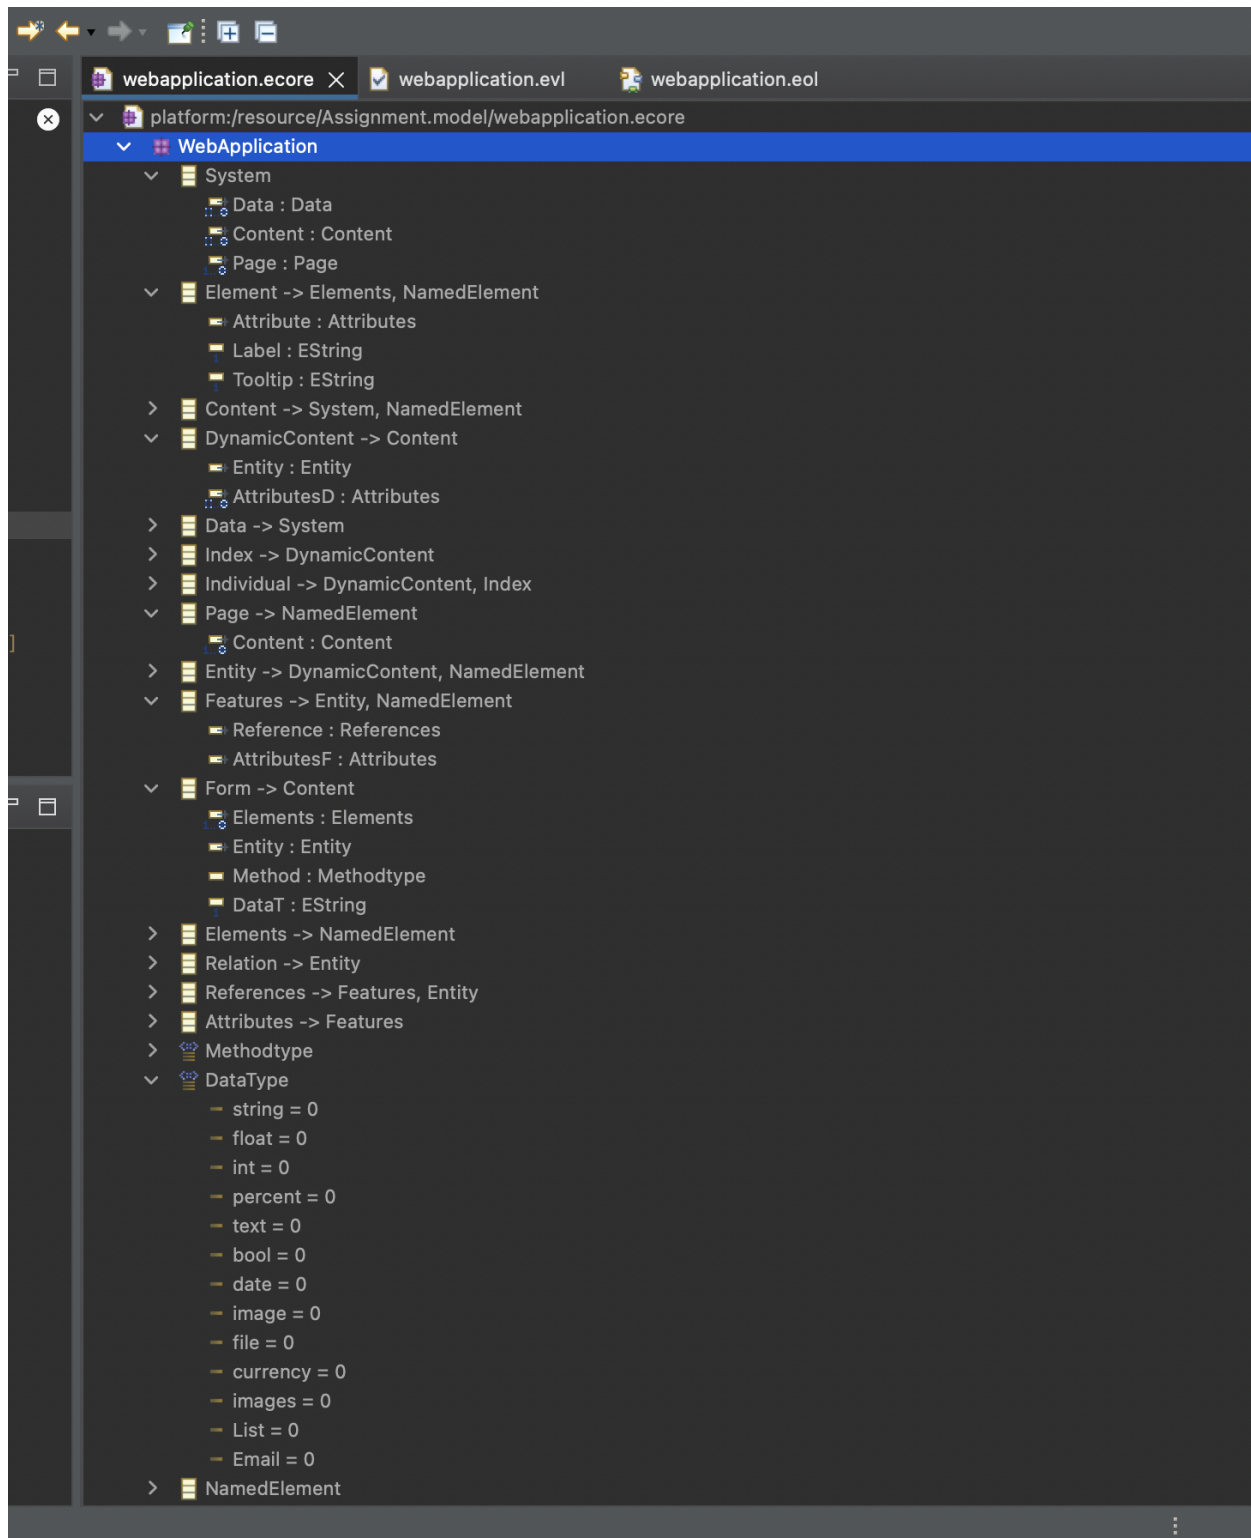 webapplication.ecore
webapplication.evl
webapplication.eol
platform:/resource/Assignment.model/webapplication.ecore
WebApplication
System
Data : Data
Content : Content
Page : Page
Element -> Elements, NamedElement
Attribute : Attributes
Label : EString
Tooltip : EString
Content -> System, NamedElement
DynamicContent -> Content
Entity : Entity
AttributesD : Attributes
Data -> System
Index -> DynamicContent
Individual -> DynamicContent, Index
Page -> NamedElement
]
Content : Content
Entity -> DynamicContent, NamedElement
Features -> Entity, NamedElement
Reference : References
AttributesF : Attributes
Form -> Content
Elements : Elements
Entity : Entity
Method : Methodtype
DataT : EString
Elements -> NamedElement
Relation -> Entity
References -> Features, Entity
Attributes -> Features
Methodtype
DataType
string = 0
float = 0
int = 0
percent = 0
text = 0
bool = 0
date = 0
image = 0
file = 0
currency = 0
images = 0
List = 0
Email = 0
NamedElement